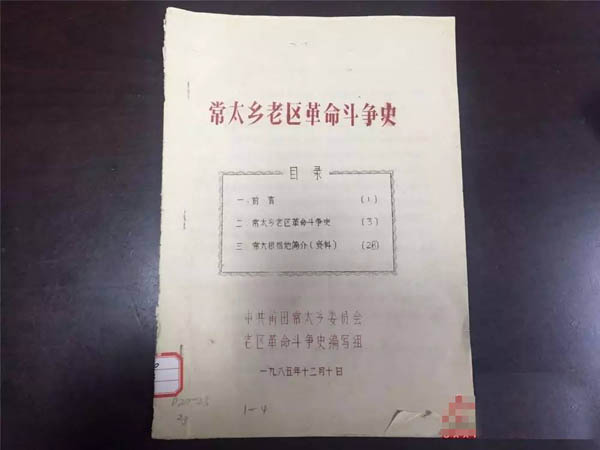 常太乡老区革命斗争史
目录
一 前言 (1)
二 常太乡老区革命斗争史 (3)
三 常太根据地简介(资料) (28)
中共莆田常太乡委员会
老区革命斗争史编写组
一九八五年十二月十日
1-4